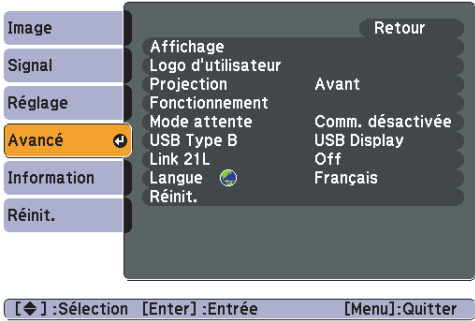 Image
Signal
Réglage
Avancé
Information
Réinit.
Retour
Affichage
Logo d'utilisateur
Projection Avant
Fonctionnement
Mode attente Comm. désactivée
USB Type B USB Display
Link 21L Off
Langue Français
Réinit.
[◆] :Sélection [Enter] :Entrée [Menu]:Quitter